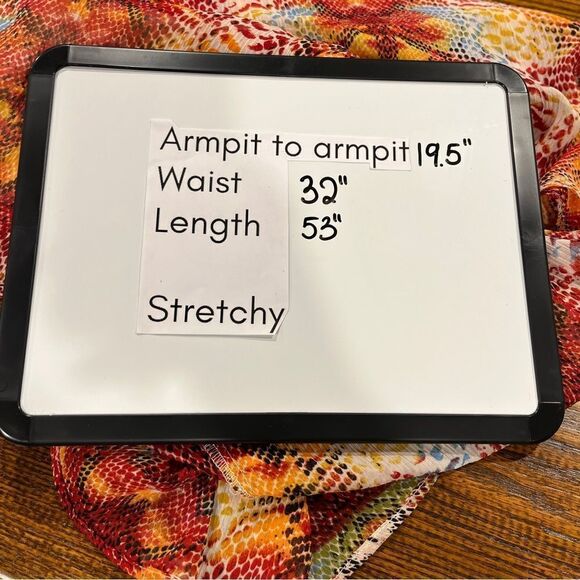 Armpit to armpit 19.5"
Waist 32"
Length 53"
Stretchy